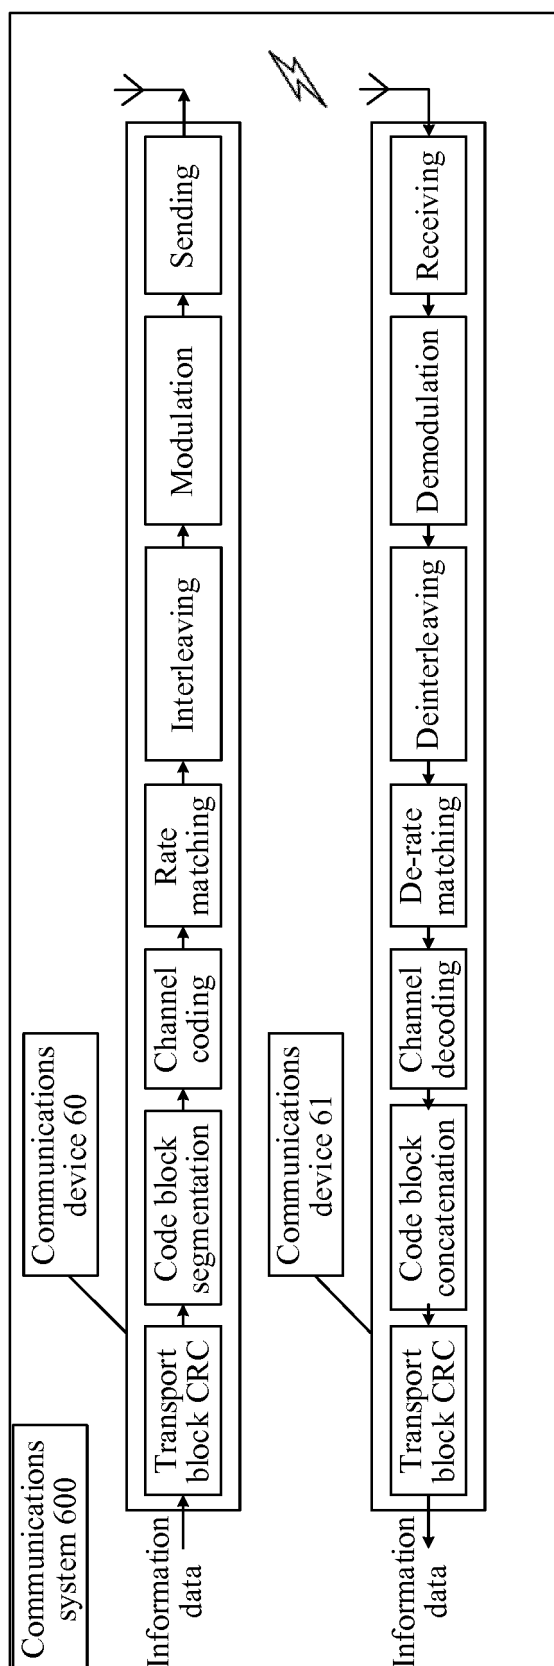 Communications
system 600
Communications
device 60
Information
data
Transport
block CRC
Code block
segmentation
Channel
coding
Rate
matching
Interleaving
Modulation
Sending
Communications
device 61
Information
data
Transport
block CRC
Code block
concatenation
Channel
decoding
De-rate
matching
Deinterleaving
Demodulation
Receiving